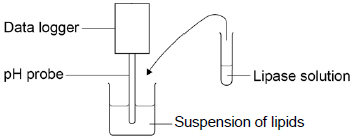 Data logger
pH probe
Lipase solution
Suspension of lipids